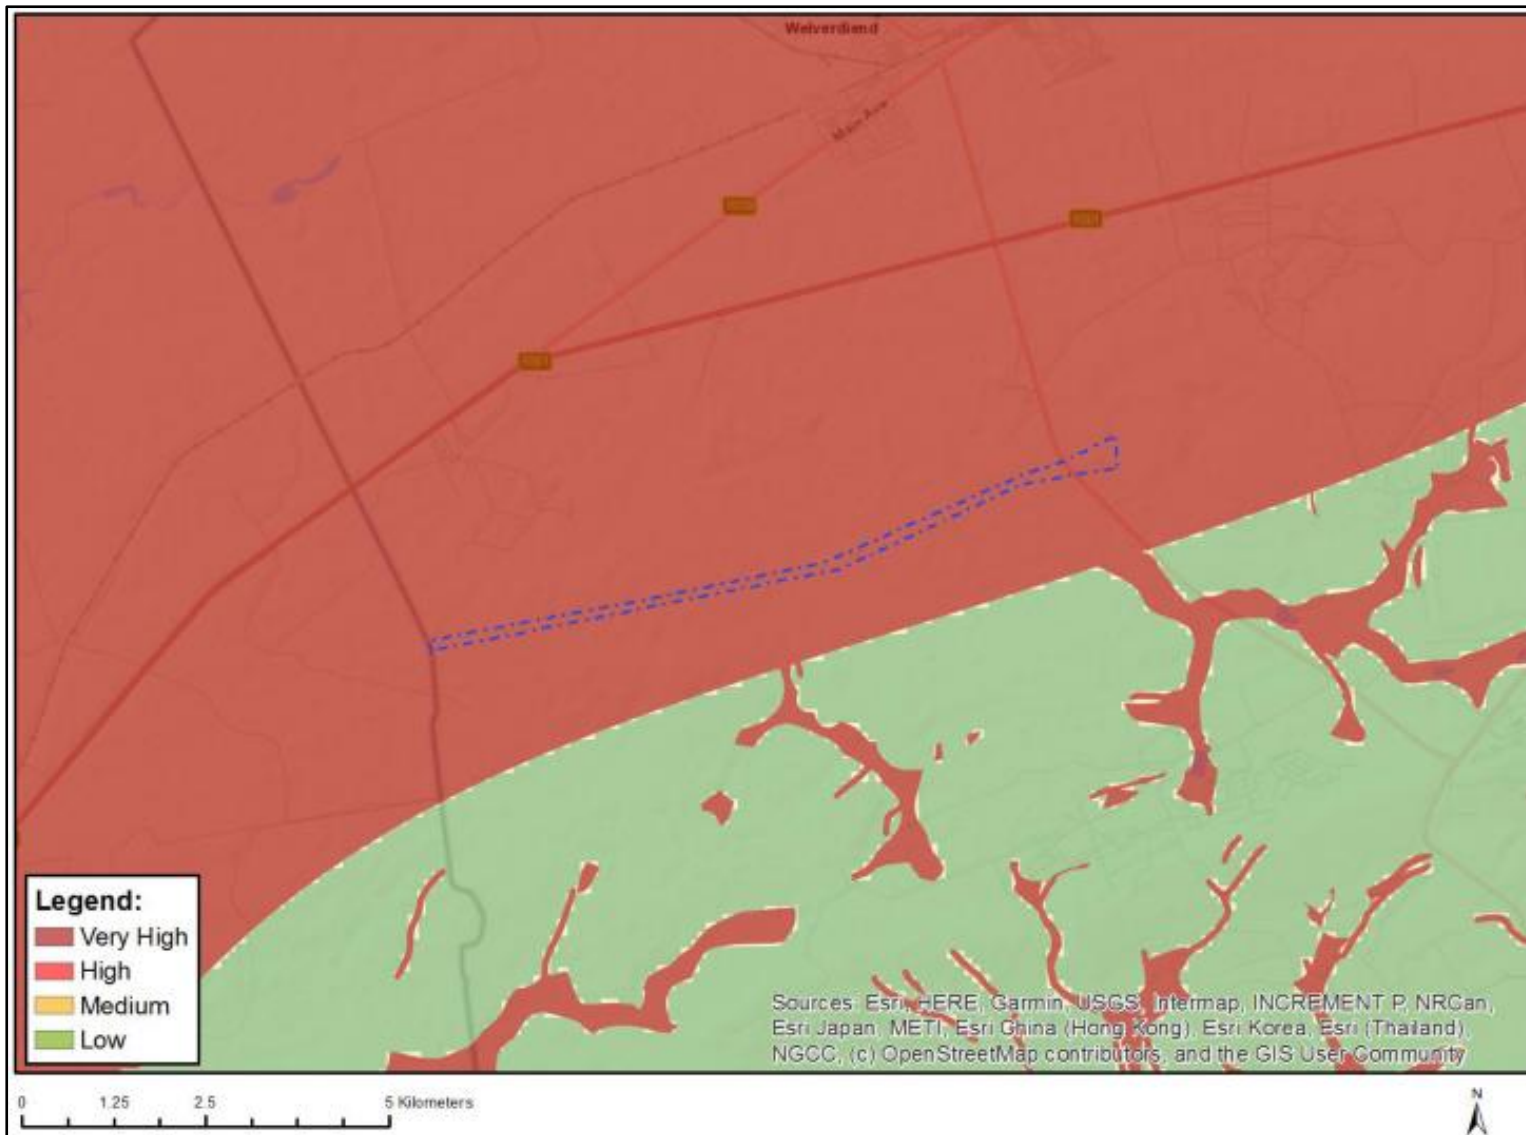 Welverdiend
Main Ave
Legend:
Very High
High
Medium
Low
Sources: Esri, HERE, Garmin, USGS, Intermap, INCREMENT P, NRCan,
Esri Japan, METI, Esri China (Hong Kong), Esri Korea, Esri (Thailand),
NGCC, (c) OpenStreetMap contributors, and the GIS User Community
0 1.25 2.5 5 Kilometers
N